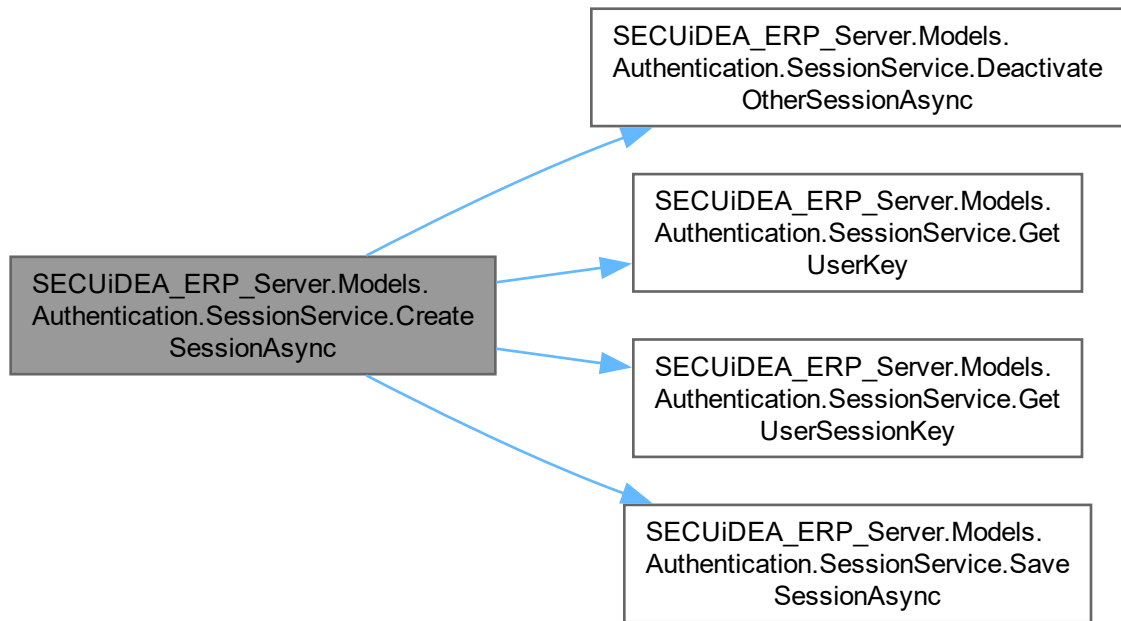 SECUiDEA_ERP_Server.Models.
Authentication.SessionService.Create
SessionAsync
SECUiDEA_ERP_Server.Models.
Authentication.SessionService.Deactivate
OtherSessionAsync
SECUiDEA_ERP_Server.Models.
Authentication.SessionService.Get
UserKey
SECUiDEA_ERP_Server.Models.
Authentication.SessionService.Get
UserSessionKey
SECUiDEA_ERP_Server.Models.
Authentication.SessionService.Save
SessionAsync